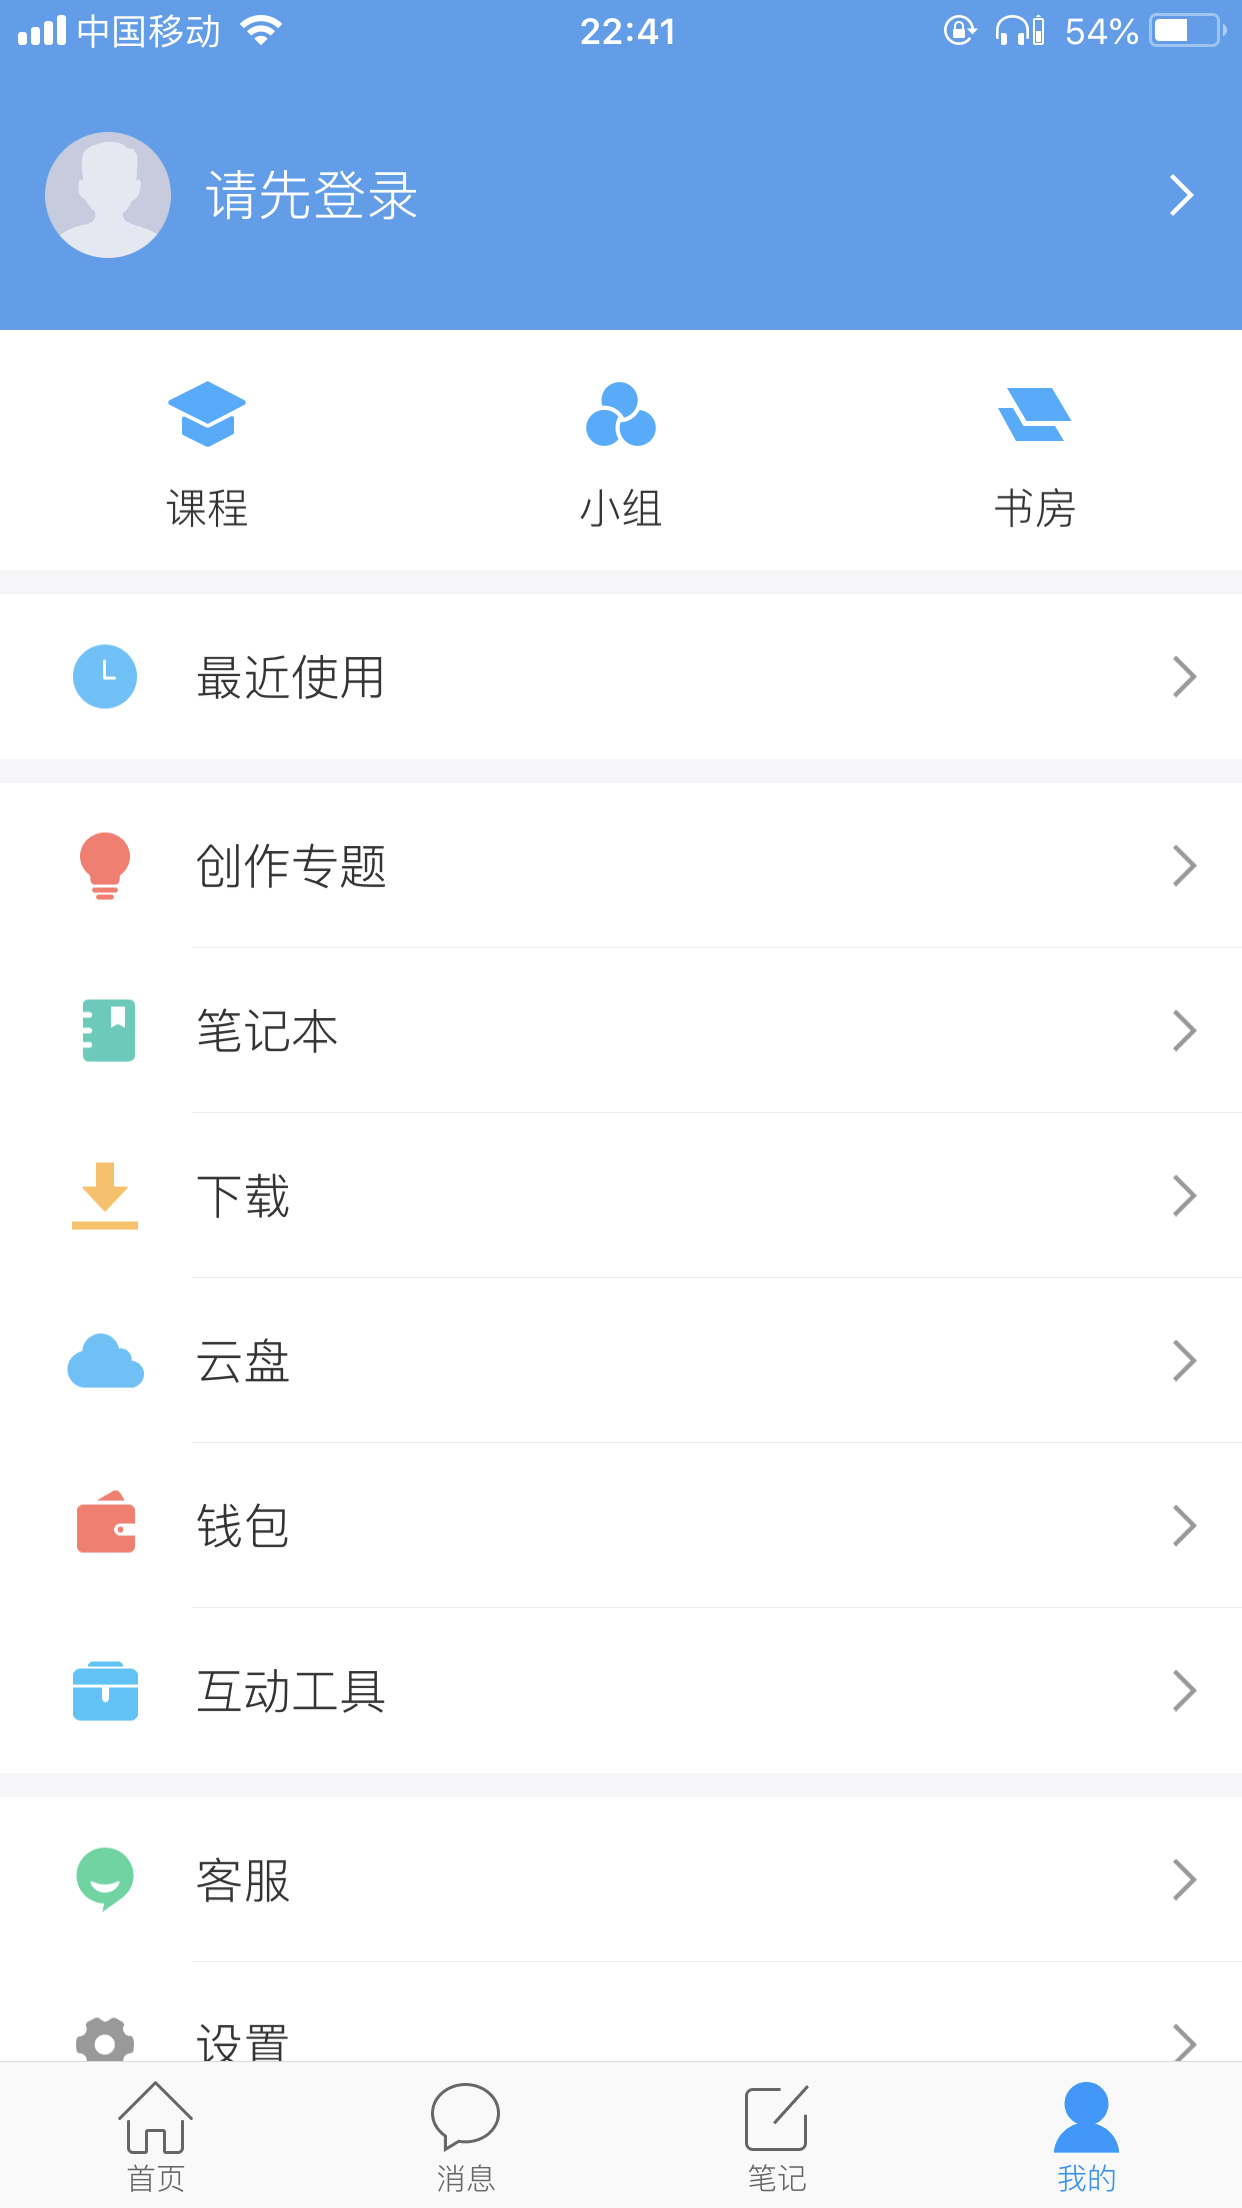 中国移动 22:41 54%
请先登录
课程 小组 书房
最近使用
创作专题
笔记本
下载
云盘
钱包
互动工具
客服
设置
首页 消息 笔记 我的